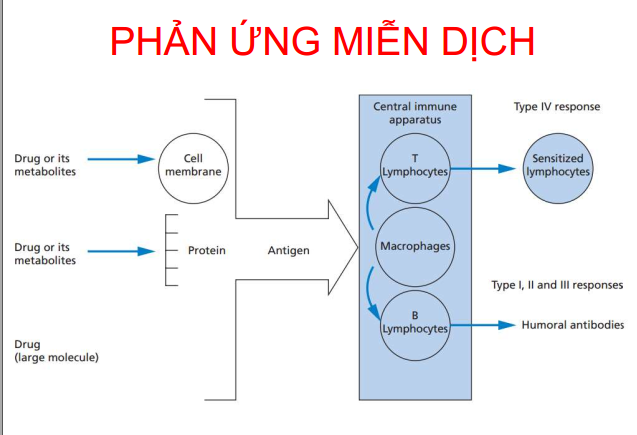 PHẢN ỨNG MIỄN DỊCH
Central immune
apparatus
Type IV response
Drug or its
metabolites
Cell
membrane
T
Lymphocytes
Sensitized
lymphocytes
Drug or its
metabolites
Protein
Antigen
Macrophages
Type I, II and III responses
B
Lymphocytes
Humoral antibodies
Drug
(large molecule)